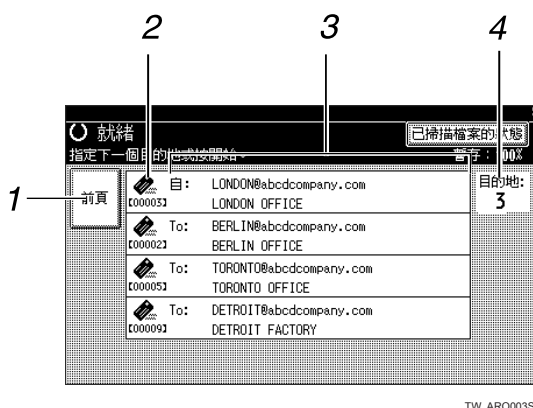 2 3 4
就緒 已掃描檔案的狀態
指定下一個目的地或按開始。 暫存:100%
1
前頁
自: LONDON@abcdcompany.com
[00003] LONDON OFFICE
To: BERLIN@abcdcompany.com
[00002] BERLIN OFFICE
To: TORONTO@abcdcompany.com
[00005] TORONTO OFFICE
To: DETROIT@abcdcompany.com
[00009] DETROIT FACTORY
目的地:
3
TW ARO003S